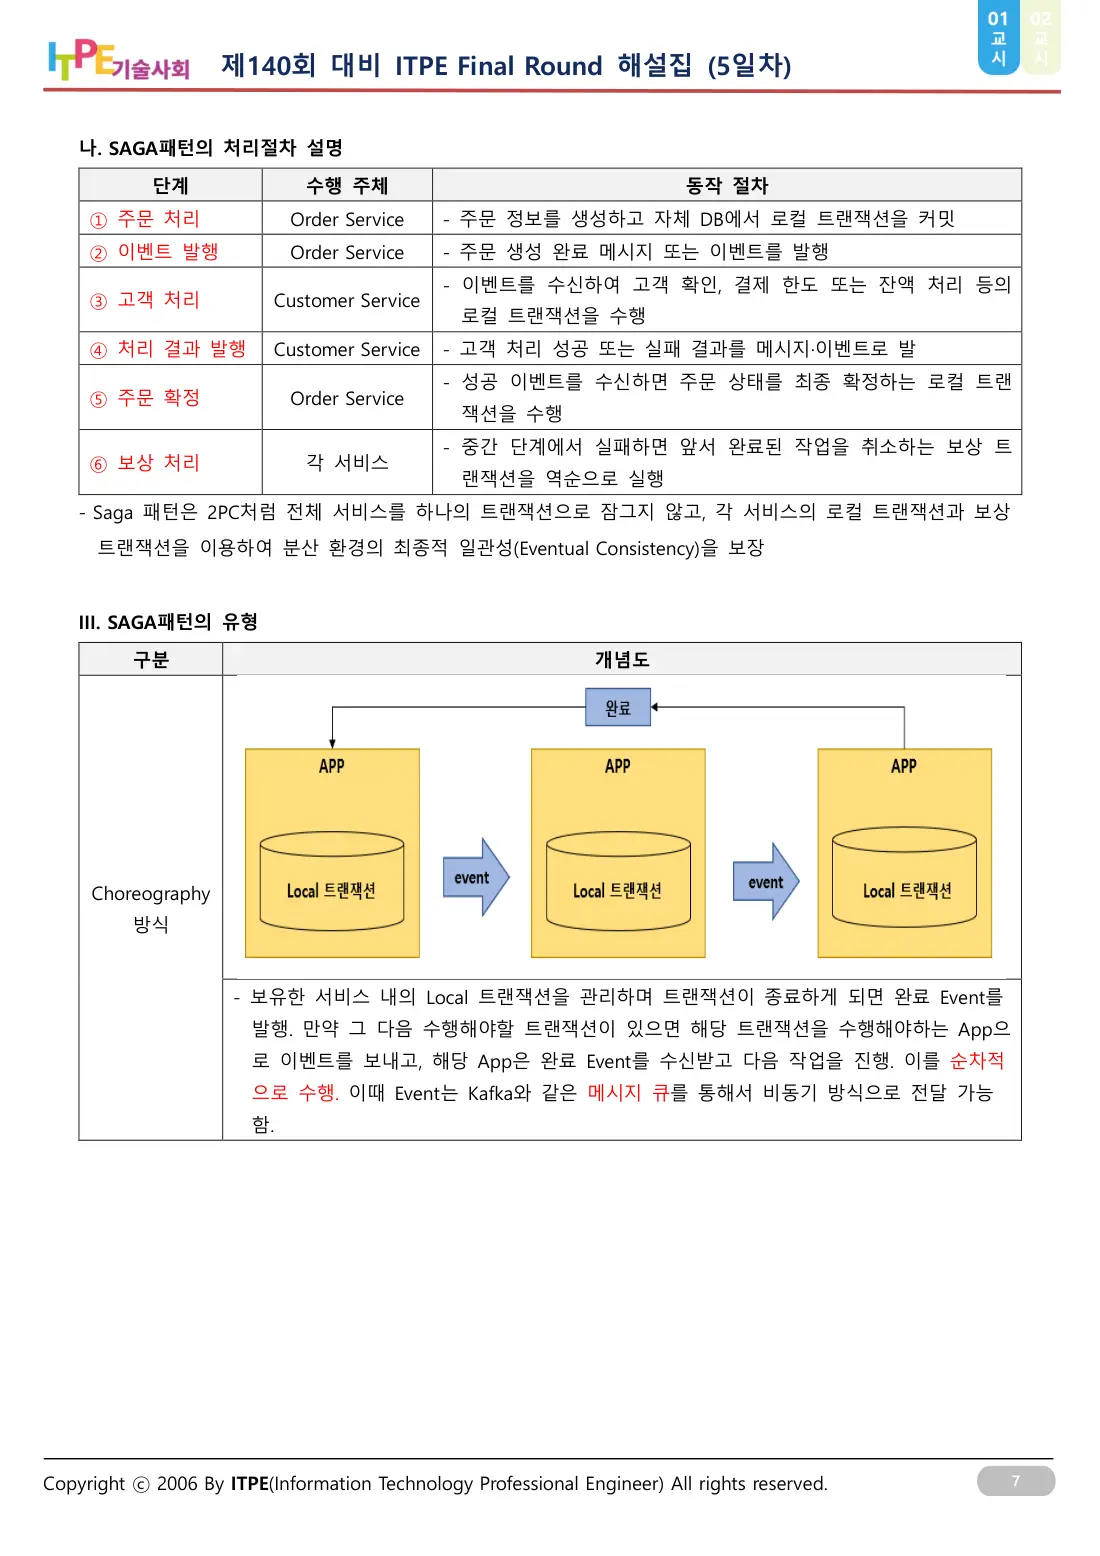 ITPE기술사회 제140회 대비 ITPE Final Round 해설집 (5일차)
01 교시
02 교시
나. SAGA패턴의 처리절차 설명
단계 수행 주체 동작 절차
① 주문 처리 Order Service - 주문 정보를 생성하고 자체 DB에서 로컬 트랜잭션을 커밋
② 이벤트 발행 Order Service - 주문 생성 완료 메시지 또는 이벤트를 발행
③ 고객 처리 Customer Service - 이벤트를 수신하여 고객 확인, 결제 한도 또는 잔액 처리 등의
로컬 트랜잭션을 수행
④ 처리 결과 발행 Customer Service - 고객 처리 성공 또는 실패 결과를 메시지·이벤트로 발
⑤ 주문 확정 Order Service - 성공 이벤트를 수신하면 주문 상태를 최종 확정하는 로컬 트랜
잭션을 수행
⑥ 보상 처리 각 서비스 - 중간 단계에서 실패하면 앞서 완료된 작업을 취소하는 보상 트
랜잭션을 역순으로 실행
- Saga 패턴은 2PC처럼 전체 서비스를 하나의 트랜잭션으로 잠그지 않고, 각 서비스의 로컬 트랜잭션과 보상
트랜잭션을 이용하여 분산 환경의 최종적 일관성(Eventual Consistency)을 보장
III. SAGA패턴의 유형
구분 개념도
완료
APP APP APP
event event
Local 트랜잭션 Local 트랜잭션 Local 트랜잭션
Choreography
방식
- 보유한 서비스 내의 Local 트랜잭션을 관리하며 트랜잭션이 종료하게 되면 완료 Event를
발행. 만약 그 다음 수행해야할 트랜잭션이 있으면 해당 트랜잭션을 수행해야하는 App으
로 이벤트를 보내고, 해당 App은 완료 Event를 수신받고 다음 작업을 진행. 이를 순차적
으로 수행. 이때 Event는 Kafka와 같은 메시지 큐를 통해서 비동기 방식으로 전달 가능
함.
Copyright ⓒ 2006 By ITPE(Information Technology Professional Engineer) All rights reserved.
7